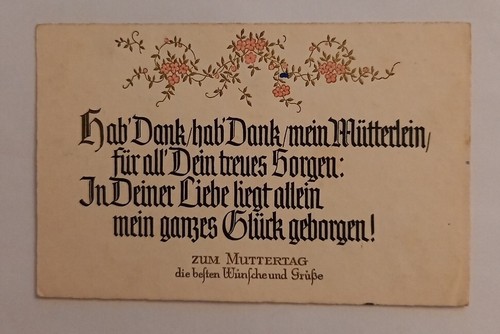 Hab' Dank/hab' Dank/mein Mütterlein/
für all' Dein treues Sorgen:
In Deiner Liebe liegt allein
mein ganzes Glück geborgen!
ZUM MUTTERTAG
die beſten Wünſche und Grüße